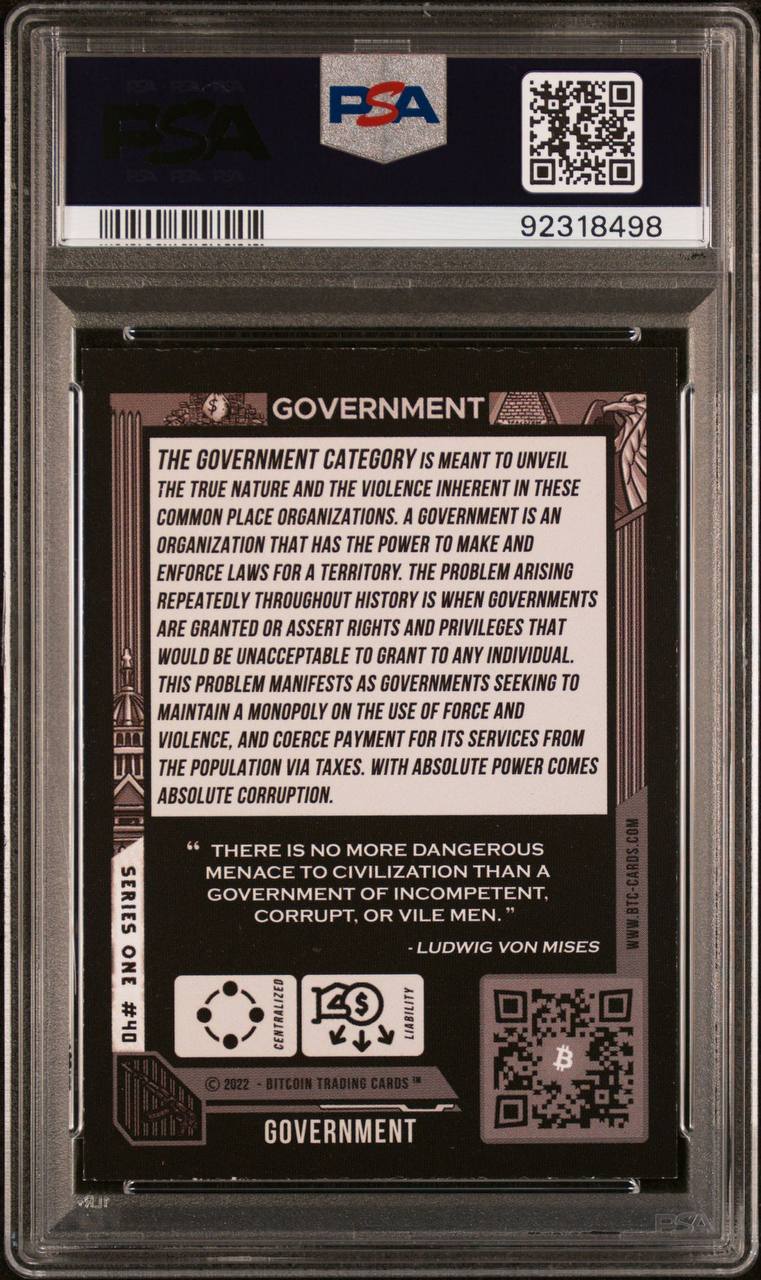 PSA
PSA
92318498
GOVERNMENT
THE GOVERNMENT CATEGORY IS MEANT TO UNVEIL
THE TRUE NATURE AND THE VIOLENCE INHERENT IN THESE
COMMON PLACE ORGANIZATIONS. A GOVERNMENT IS AN
ORGANIZATION THAT HAS THE POWER TO MAKE AND
ENFORCE LAWS FOR A TERRITORY. THE PROBLEM ARISING
REPEATEDLY THROUGHOUT HISTORY IS WHEN GOVERNMENTS
ARE GRANTED OR ASSERT RIGHTS AND PRIVILEGES THAT
WOULD BE UNACCEPTABLE TO GRANT TO ANY INDIVIDUAL.
THIS PROBLEM MANIFESTS AS GOVERNMENTS SEEKING TO
MAINTAIN A MONOPOLY ON THE USE OF FORCE AND
VIOLENCE, AND COERCE PAYMENT FOR ITS SERVICES FROM
THE POPULATION VIA TAXES. WITH ABSOLUTE POWER COMES
ABSOLUTE CORRUPTION.
“ THERE IS NO MORE DANGEROUS
MENACE TO CIVILIZATION THAN A
GOVERNMENT OF INCOMPETENT,
CORRUPT, OR VILE MEN. ”
- LUDWIG VON MISES
SERIES ONE #40
WWW.BTC-CARDS.COM
CENTRALIZED
LIABILITY
© 2022 - BITCOIN TRADING CARDS™
GOVERNMENT
PSA